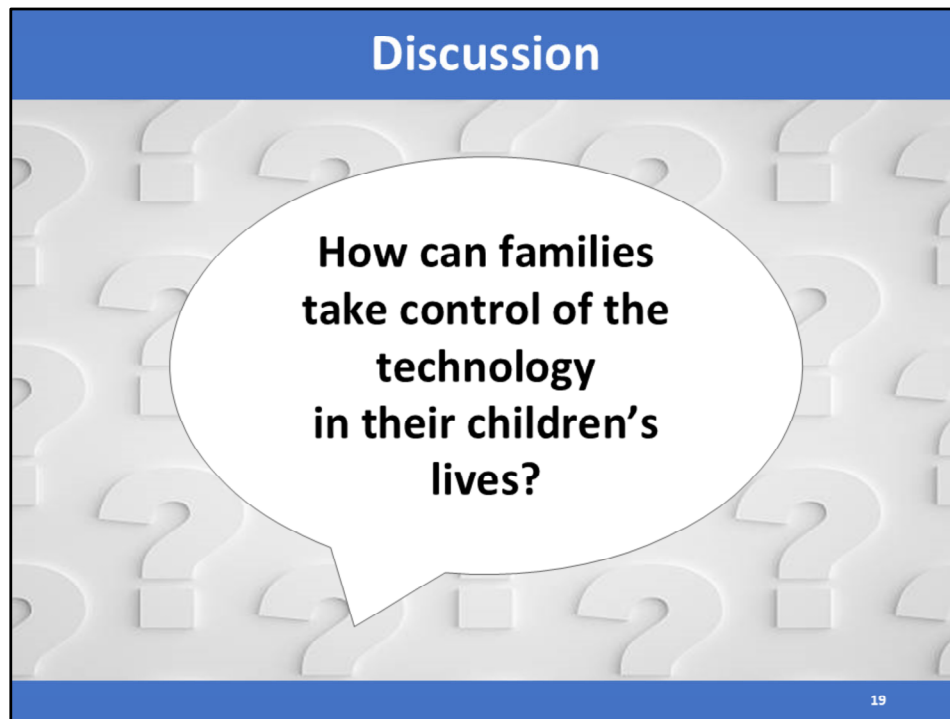 Discussion
How can families
take control of the
technology
in their children’s
lives?
19